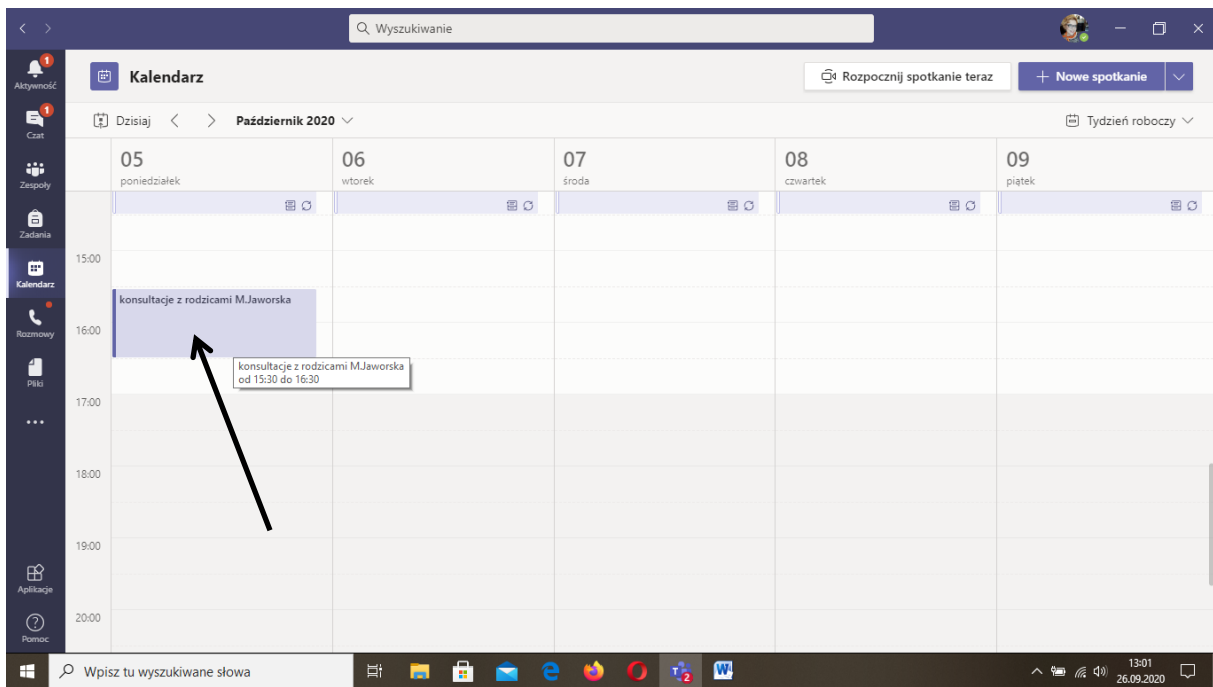 Wyszukiwanie
1
Aktywność
Kalendarz
Rozpocznij spotkanie teraz
Nowe spotkanie
1
Czat
Dzisiaj
Październik 2020
Tydzień roboczy
Zespoły
05
poniedziałek
06
wtorek
07
środa
08
czwartek
09
piątek
Zadania
Kalendarz
Rozmowy
Pliki
15:00
konsultacje z rodzicami M.Jaworska
16:00
konsultacje z rodzicami M.Jaworska
od 15:30 do 16:30
17:00
18:00
19:00
20:00
Aplikacje
Pomoc
Wpisz tu wyszukiwane słowa
2
W
13:01
26.09.2020